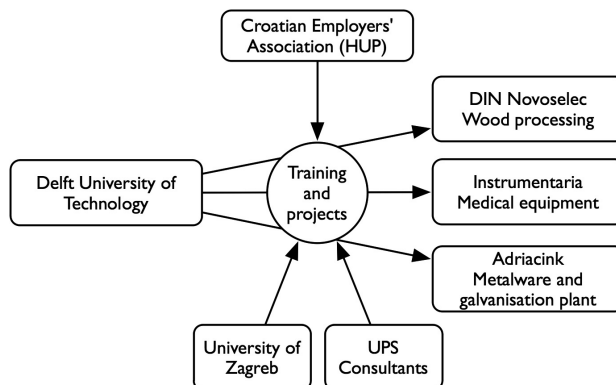 Croatian Employers'
Association (HUP)
DIN Novoselec
Wood processing
Delft University of
Technology
Training
and
projects
Instrumentaria
Medical equipment
Adriacink
Metalware and
galvanisation plant
University of
Zagreb
UPS
Consultants